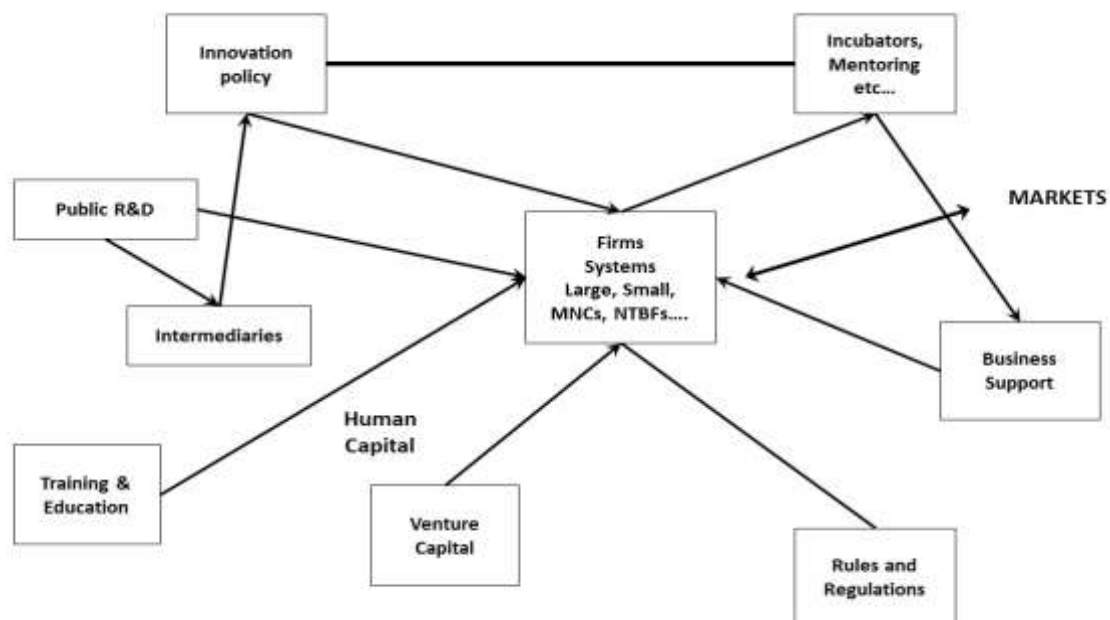 Innovation
policy
Incubators,
Mentoring
etc...
Public R&D
MARKETS
Firms
Systems
Large, Small,
MNCs, NTBFs....
Intermediaries
Business
Support
Human
Capital
Training &
Education
Venture
Capital
Rules and
Regulations